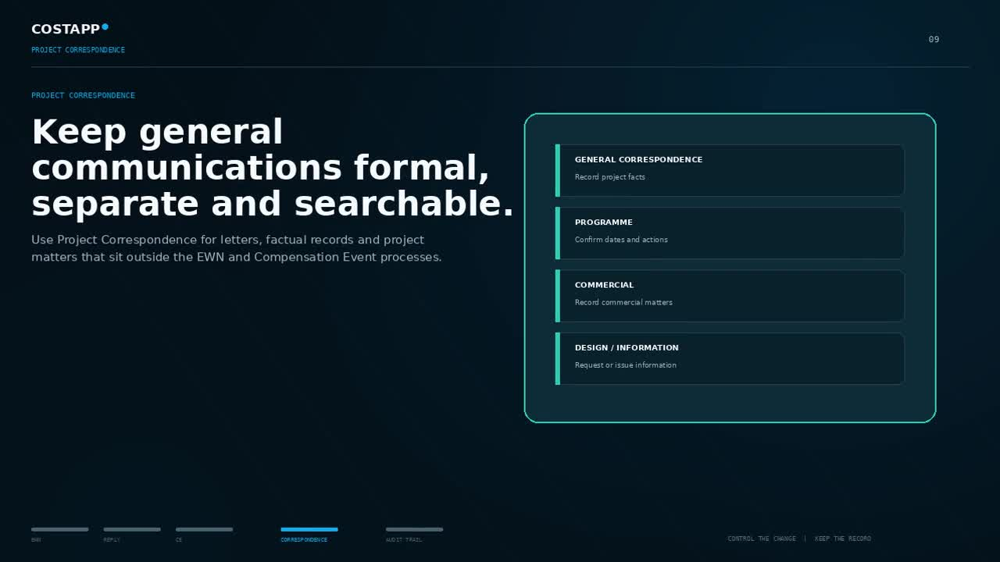 COSTAPP
PROJECT CORRESPONDENCE
09
PROJECT CORRESPONDENCE
Keep general
communications formal,
separate and searchable.
Use Project Correspondence for letters, factual records and project
matters that sit outside the EWN and Compensation Event processes.
GENERAL CORRESPONDENCE
Record project facts
PROGRAMME
Confirm dates and actions
COMMERCIAL
Record commercial matters
DESIGN / INFORMATION
Request or issue information
EWN
REPLY
CE
CORRESPONDENCE
AUDIT TRAIL
CONTROL THE CHANGE | KEEP THE RECORD